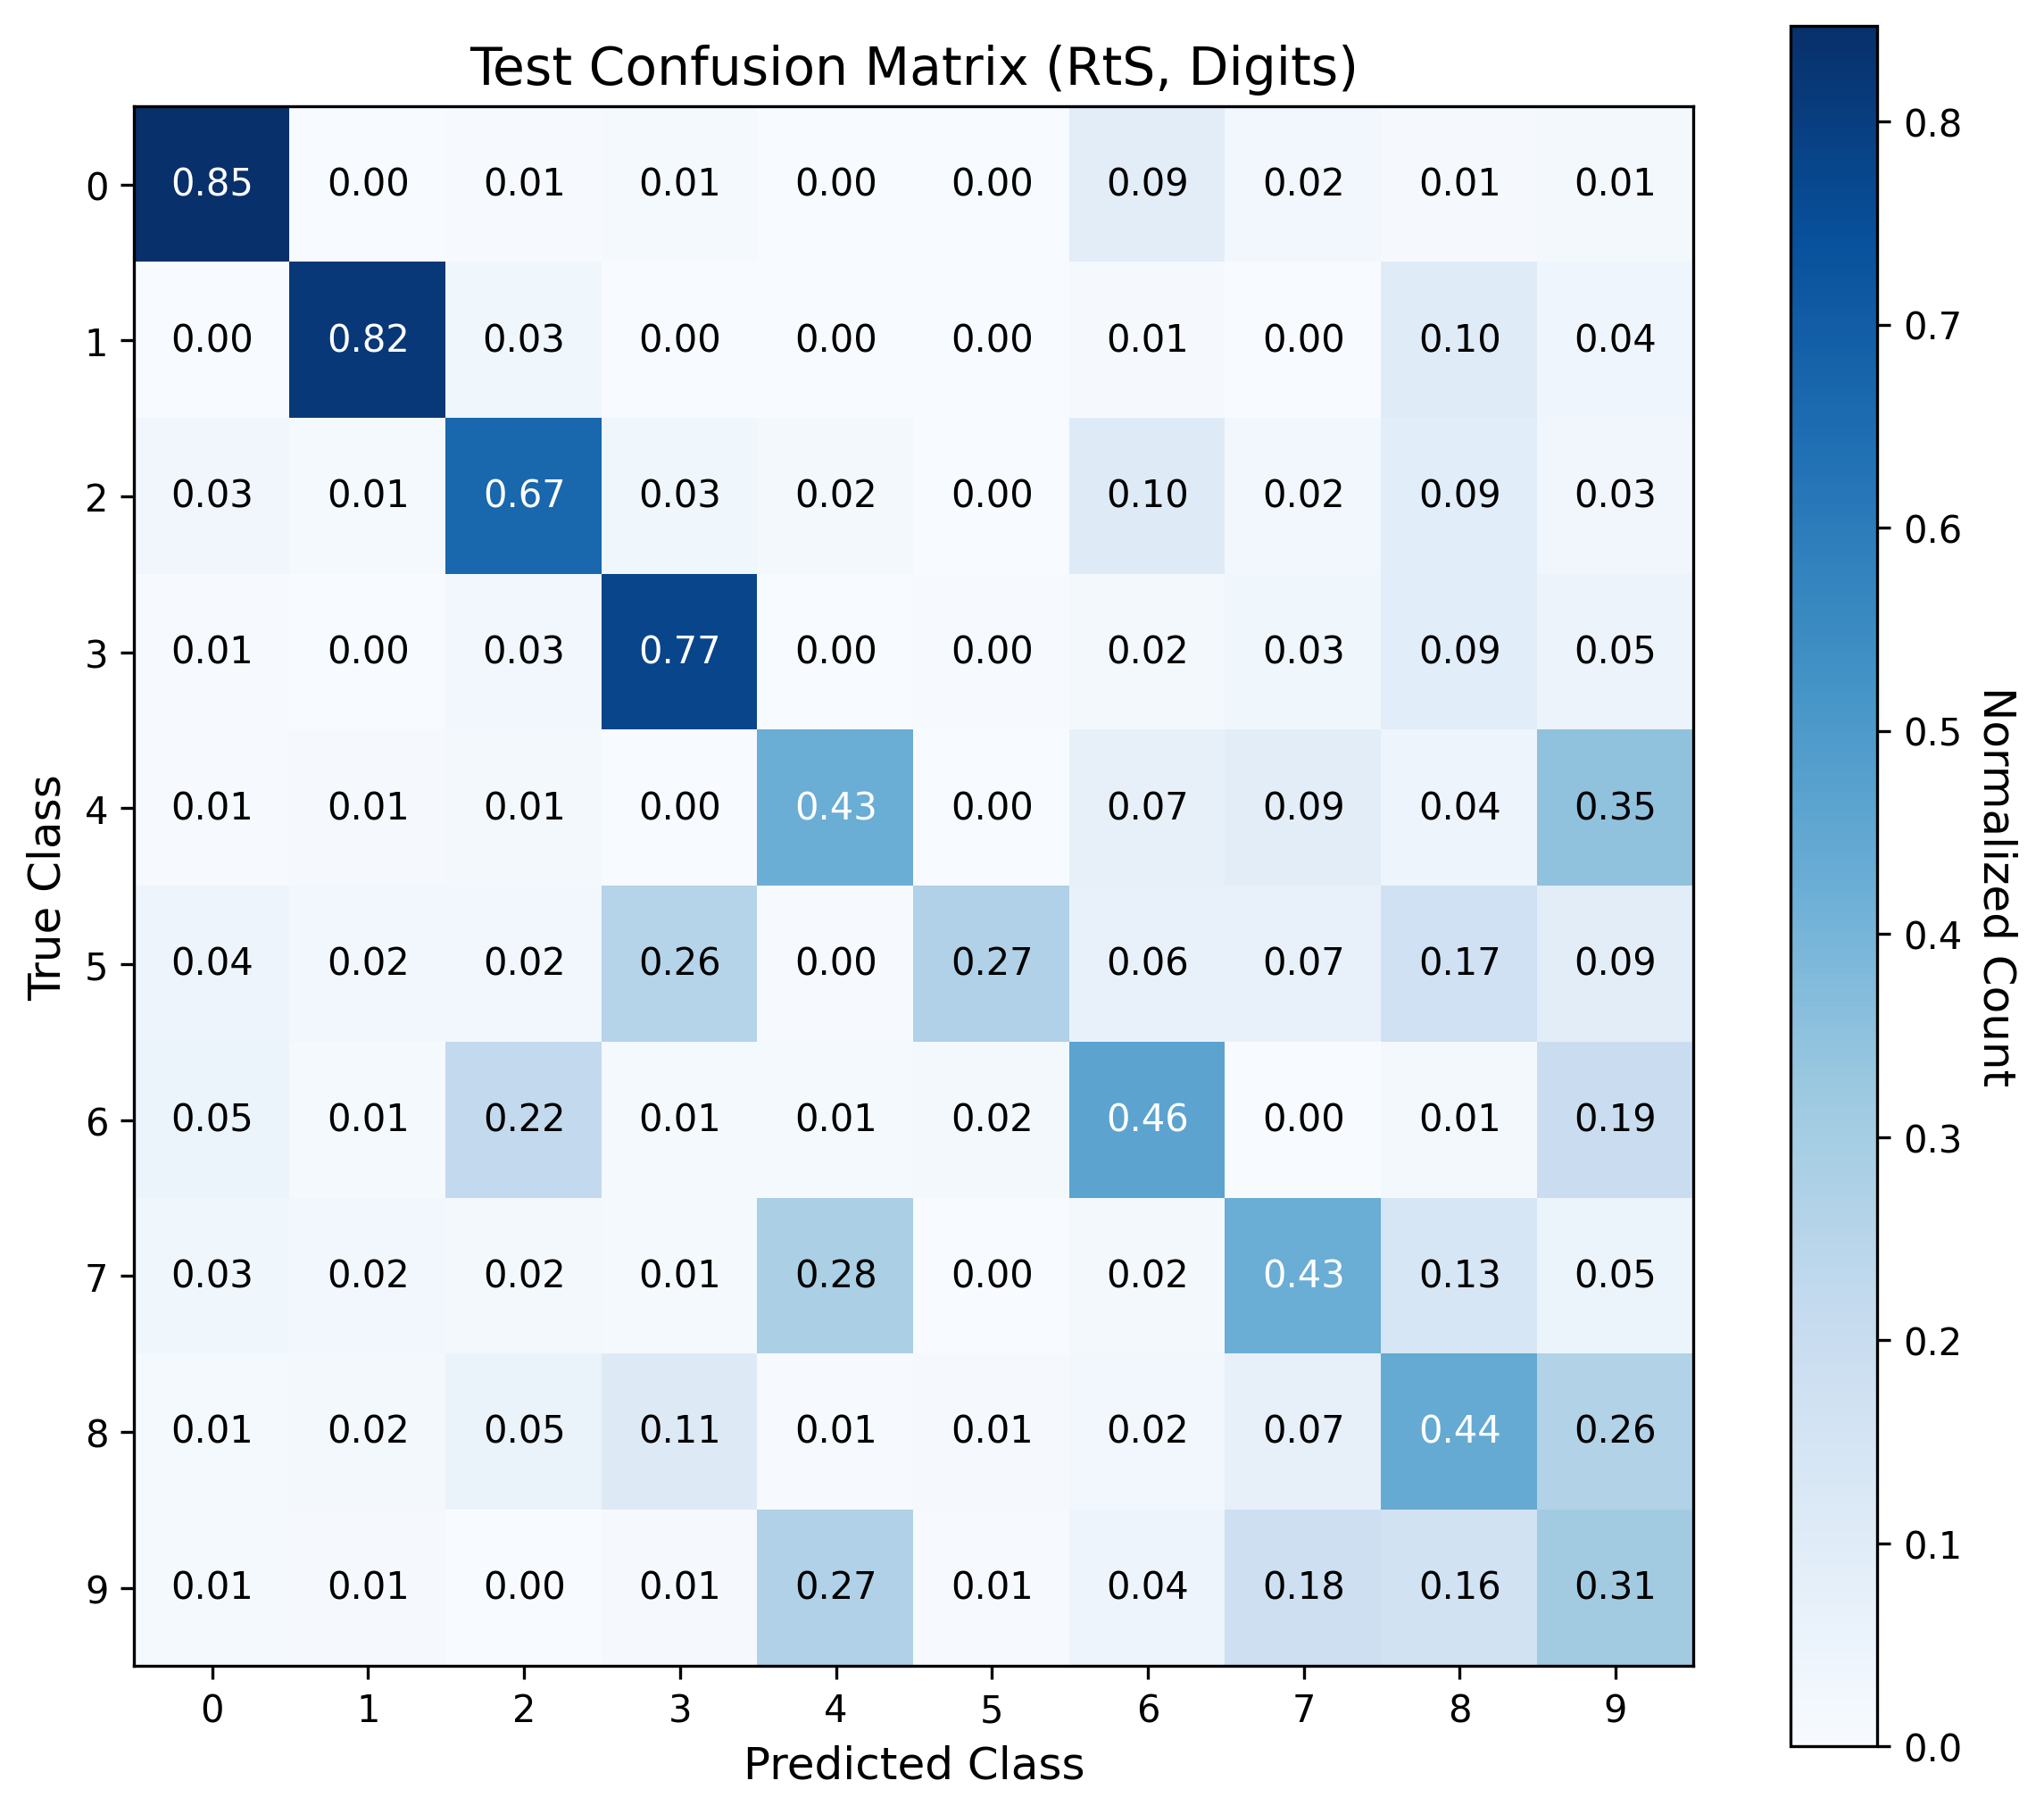 Test Confusion Matrix (RtS, Digits)
0 0.85 0.00 0.01 0.01 0.00 0.00 0.09 0.02 0.01 0.01
1 0.00 0.82 0.03 0.00 0.00 0.00 0.01 0.00 0.10 0.04
2 0.03 0.01 0.67 0.03 0.02 0.00 0.10 0.02 0.09 0.03
3 0.01 0.00 0.03 0.77 0.00 0.00 0.02 0.03 0.09 0.05
4 0.01 0.01 0.01 0.00 0.43 0.00 0.07 0.09 0.04 0.35
5 0.04 0.02 0.02 0.26 0.00 0.27 0.06 0.07 0.17 0.09
6 0.05 0.01 0.22 0.01 0.01 0.02 0.46 0.00 0.01 0.19
7 0.03 0.02 0.02 0.01 0.28 0.00 0.02 0.43 0.13 0.05
8 0.01 0.02 0.05 0.11 0.01 0.01 0.02 0.07 0.44 0.26
9 0.01 0.01 0.00 0.01 0.27 0.01 0.04 0.18 0.16 0.31
0 1 2 3 4 5 6 7 8 9
Predicted Class
True Class
0.8
0.7
0.6
0.5
0.4
0.3
0.2
0.1
0.0
Normalized Count